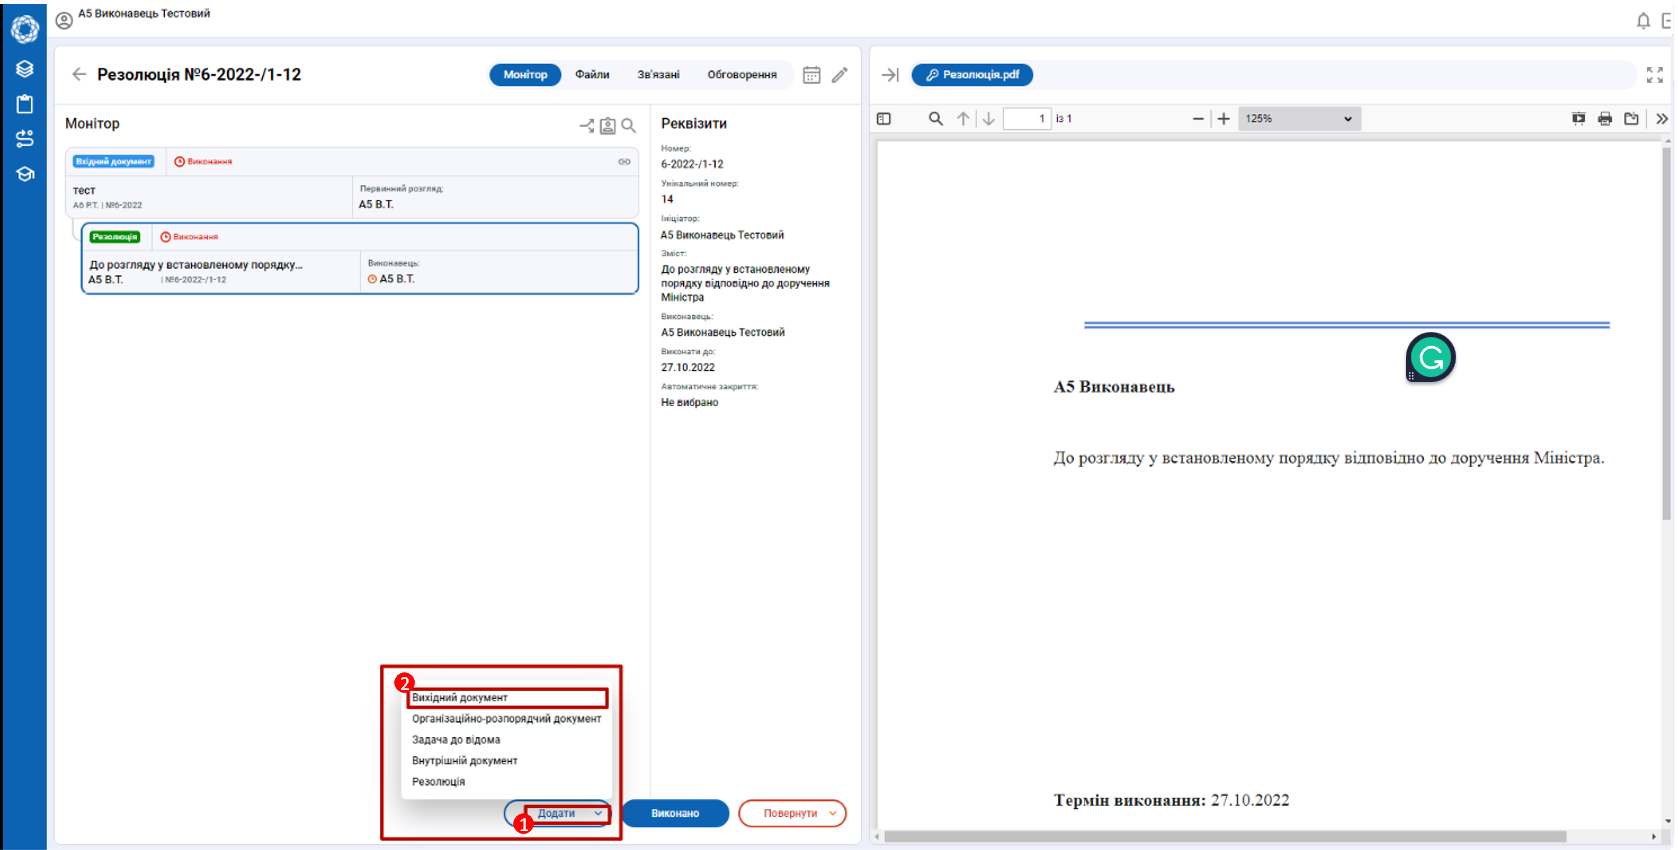 А5 Виконавець Тестовий
Резолюція №6-2022-/1-12
Монітор
Файли
Зв'язані
Обговорення
Монітор
Вхідний документ
Виконання
тест
А6 Р.Т. | №6-2022
Первинний розгляд:
А5 В.Т.
Резолюція
Виконання
До розгляду у встановленому порядку...
А5 В.Т.
| №6-2022-/1-12
Виконавець:
А5 В.Т.
Реквізити
Номер:
6-2022-/1-12
Унікальний номер:
14
Ініціатор:
А5 Виконавець Тестовий
Зміст:
До розгляду у встановленому
порядку відповідно до доручення
Міністра
Виконавець:
А5 Виконавець Тестовий
Виконати до:
27.10.2022
Автоматичне закриття:
Не вибрано
2
Вихідний документ
Організаційно-розпорядчий документ
Задача до відома
Внутрішній документ
Резолюція
1
Додати
Виконано
Повернути
Резолюція.pdf
1
із 1
125%
А5 Виконавець
До розгляду у встановленому порядку відповідно до доручення Міністра.
Термін виконання: 27.10.2022